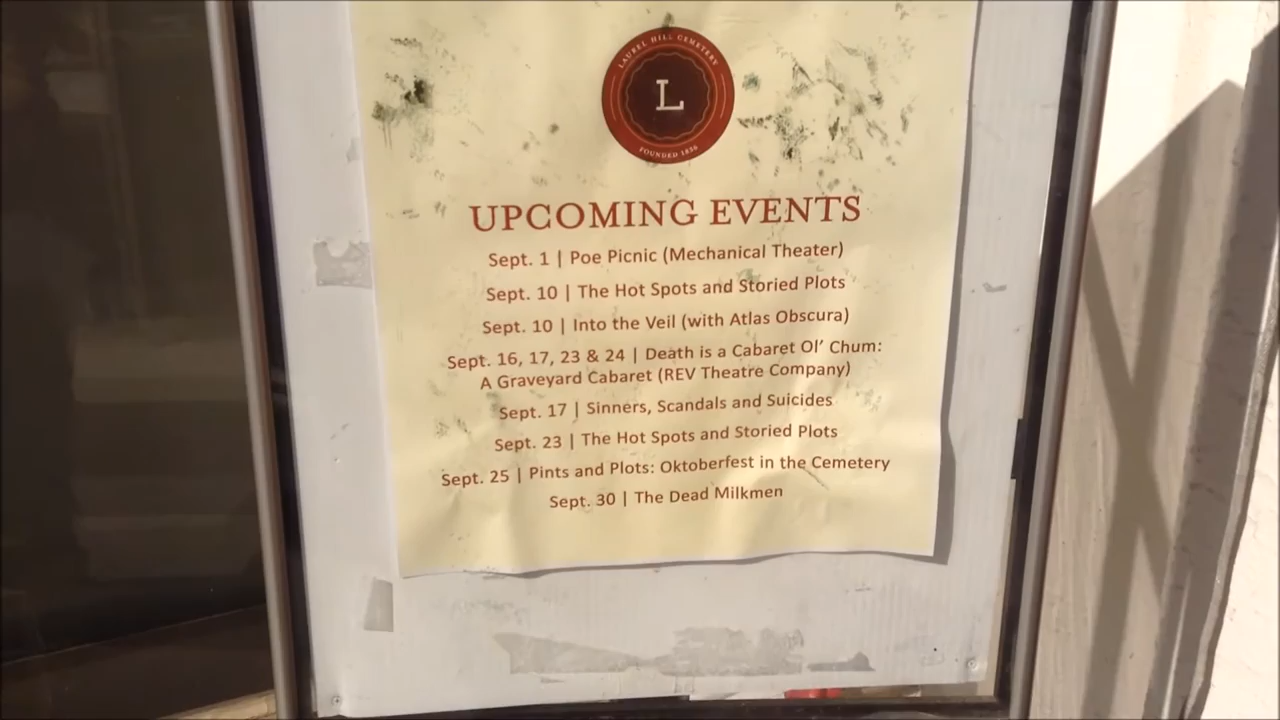 LAUREL HILL CEMETERY
L
FOUNDED 1836
UPCOMING EVENTS
Sept. 1 | Poe Picnic (Mechanical Theater)
Sept. 10 | The Hot Spots and Storied Plots
Sept. 10 | Into the Veil (with Atlas Obscura)
Sept. 16, 17, 23 & 24 | Death is a Cabaret Ol' Chum:
A Graveyard Cabaret (REV Theatre Company)
Sept. 17 | Sinners, Scandals and Suicides
Sept. 23 | The Hot Spots and Storied Plots
Sept. 25 | Pints and Plots: Oktoberfest in the Cemetery
Sept. 30 | The Dead Milkmen